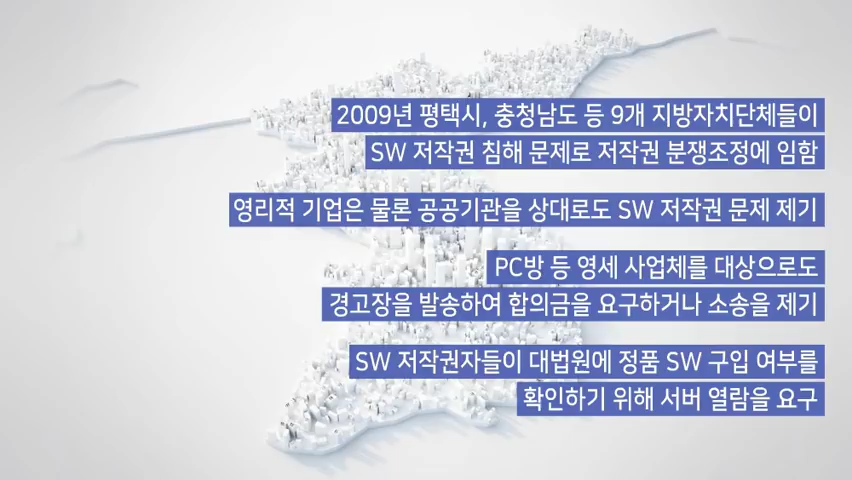 2009년 평택시, 충청남도 등 9개 지방자치단체들이
SW 저작권 침해 문제로 저작권 분쟁조정에 임함
영리적 기업은 물론 공공기관을 상대로도 SW 저작권 문제 제기
PC방 등 영세 사업체를 대상으로도
경고장을 발송하여 합의금을 요구하거나 소송을 제기
SW 저작권자들이 대법원에 정품 SW 구입 여부를
확인하기 위해 서버 열람을 요구